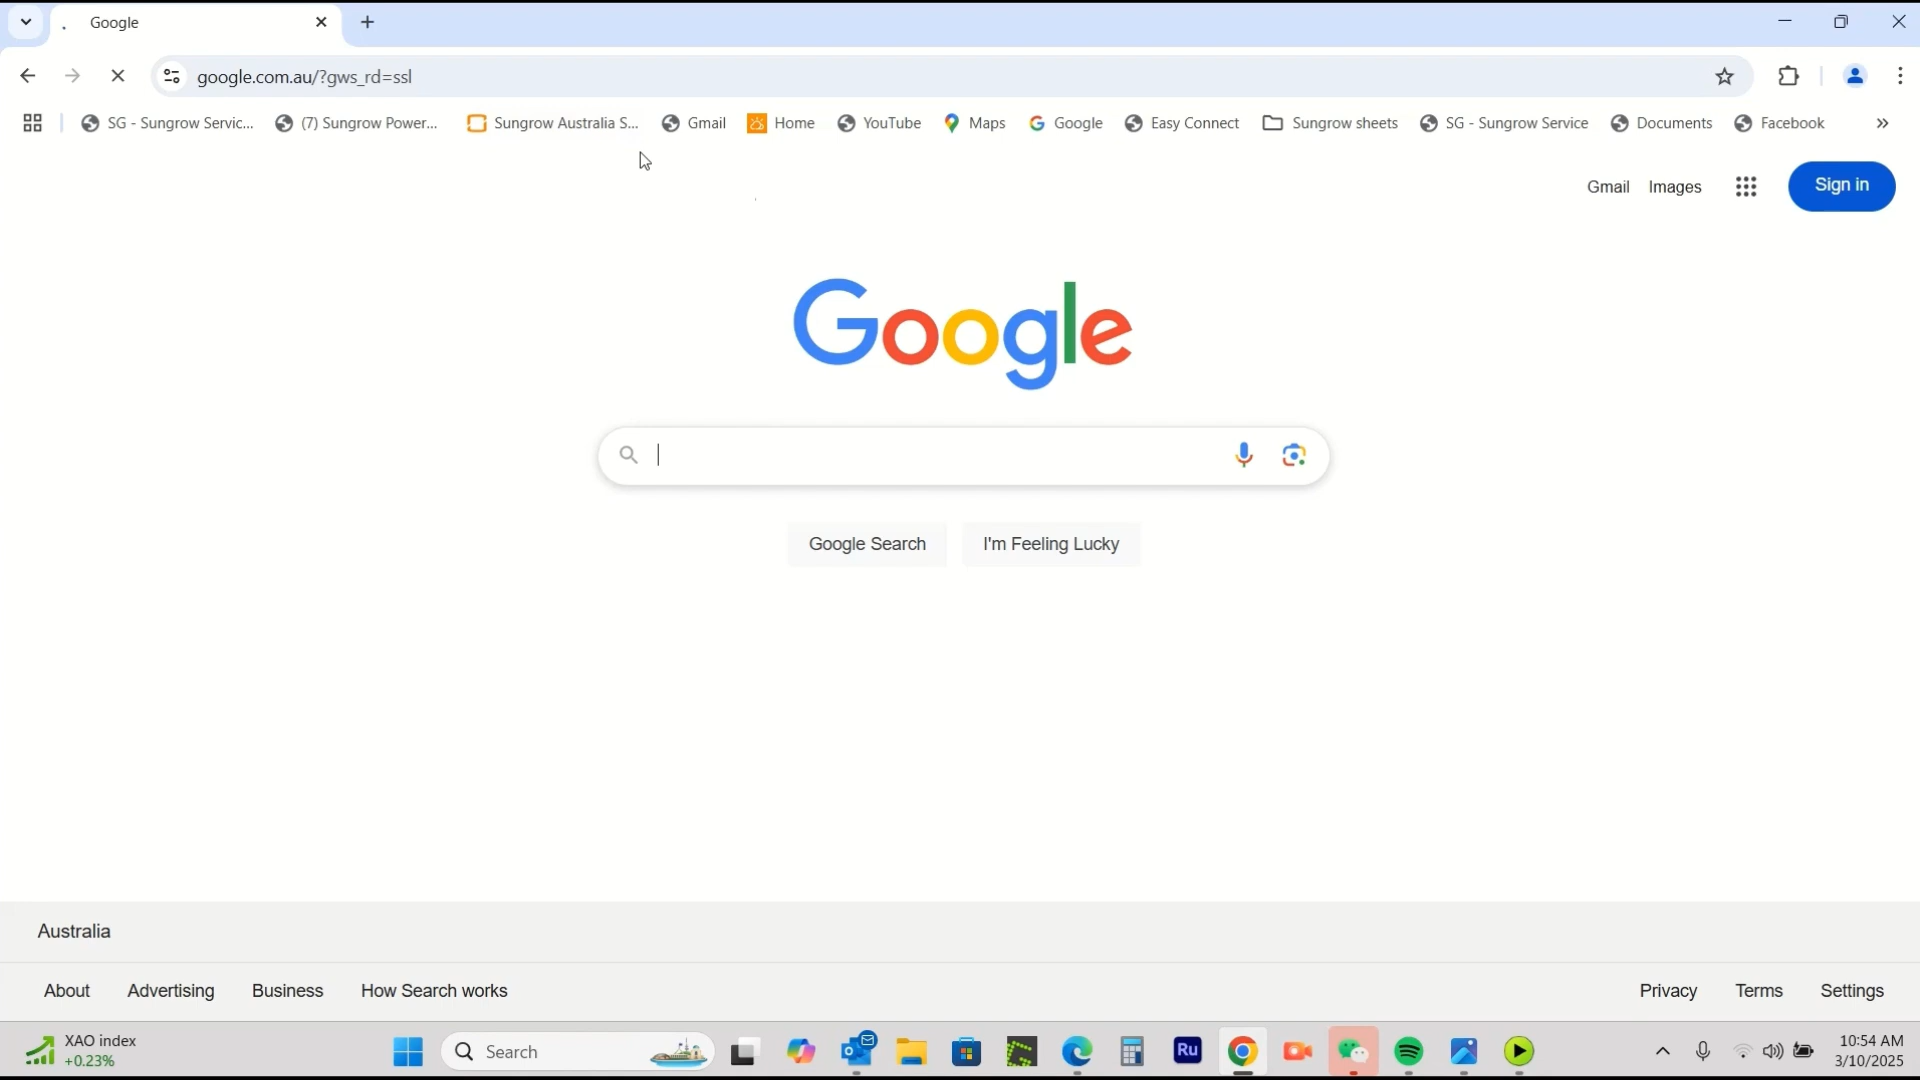 Google
google.com.au/?gws_rd=ssl
SG - Sungrow Servic... (7) Sungrow Power... Sungrow Australia S... Gmail Home YouTube Maps Google Easy Connect Sungrow sheets SG - Sungrow Service Documents Facebook »
Gmail Images Sign in
Google
Google Search I'm Feeling Lucky
Australia
About Advertising Business How Search works Privacy Terms Settings
XAO index
+0.23%
Search
Ru
10:54 AM
3/10/2025